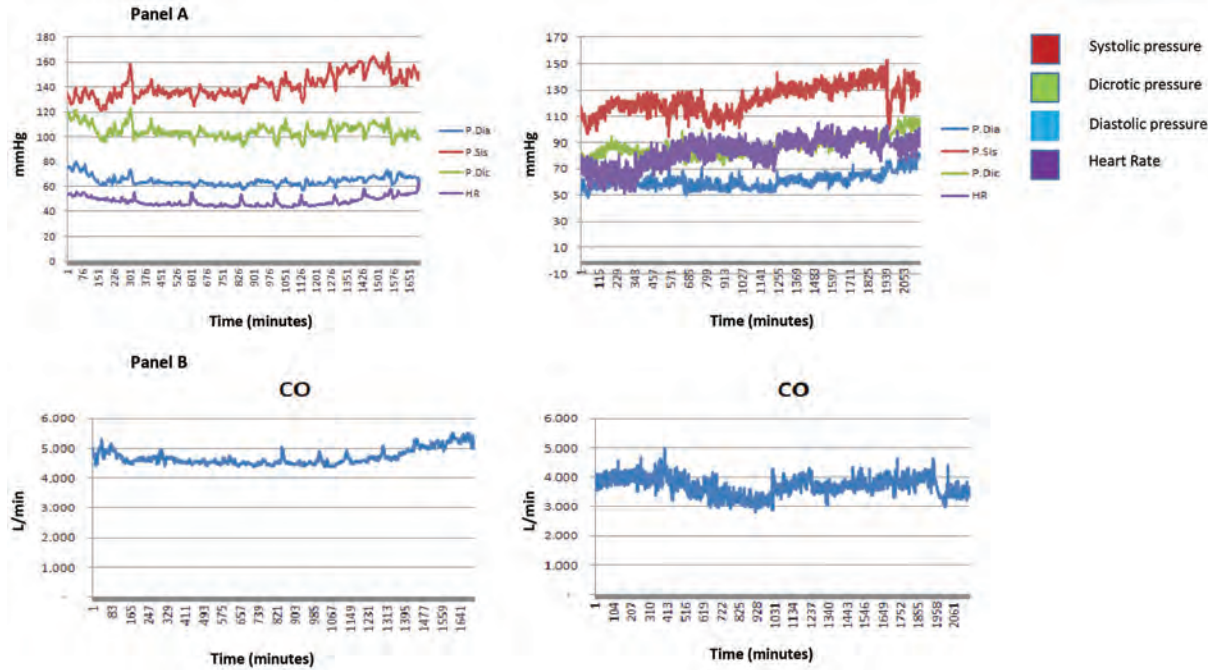 Panel A
180
160
140
120
100
80
60
40
20
0
mmHg
P.Dia
P.Sis
P.Dic
HR
1 76 151 226 301 376 451 526 601 676 751 826 901 976 1051 1126 1201 1276 1351 1426 1501 1576 1651
Time (minutes)
170
150
130
110
90
70
50
30
10
-10
mmHg
P.Dia
P.Sis
P.Dic
HR
1 115 229 343 457 571 685 799 913 1027 1141 1255 1369 1483 1597 1711 1825 1939 2053
Time (minutes)
Systolic pressure
Dicrotic pressure
Diastolic pressure
Heart Rate
Panel B
CO
6.000
5.000
4.000
3.000
2.000
1.000
-
L/min
1 83 165 247 329 411 493 575 657 739 821 903 985 1067 1149 1231 1313 1395 1477 1559 1641
Time (minutes)
CO
6.000
5.000
4.000
3.000
2.000
1.000
-
L/min
1 104 207 310 413 516 619 722 825 928 1031 1134 1237 1340 1443 1546 1649 1752 1855 1958 2061
Time (minutes)